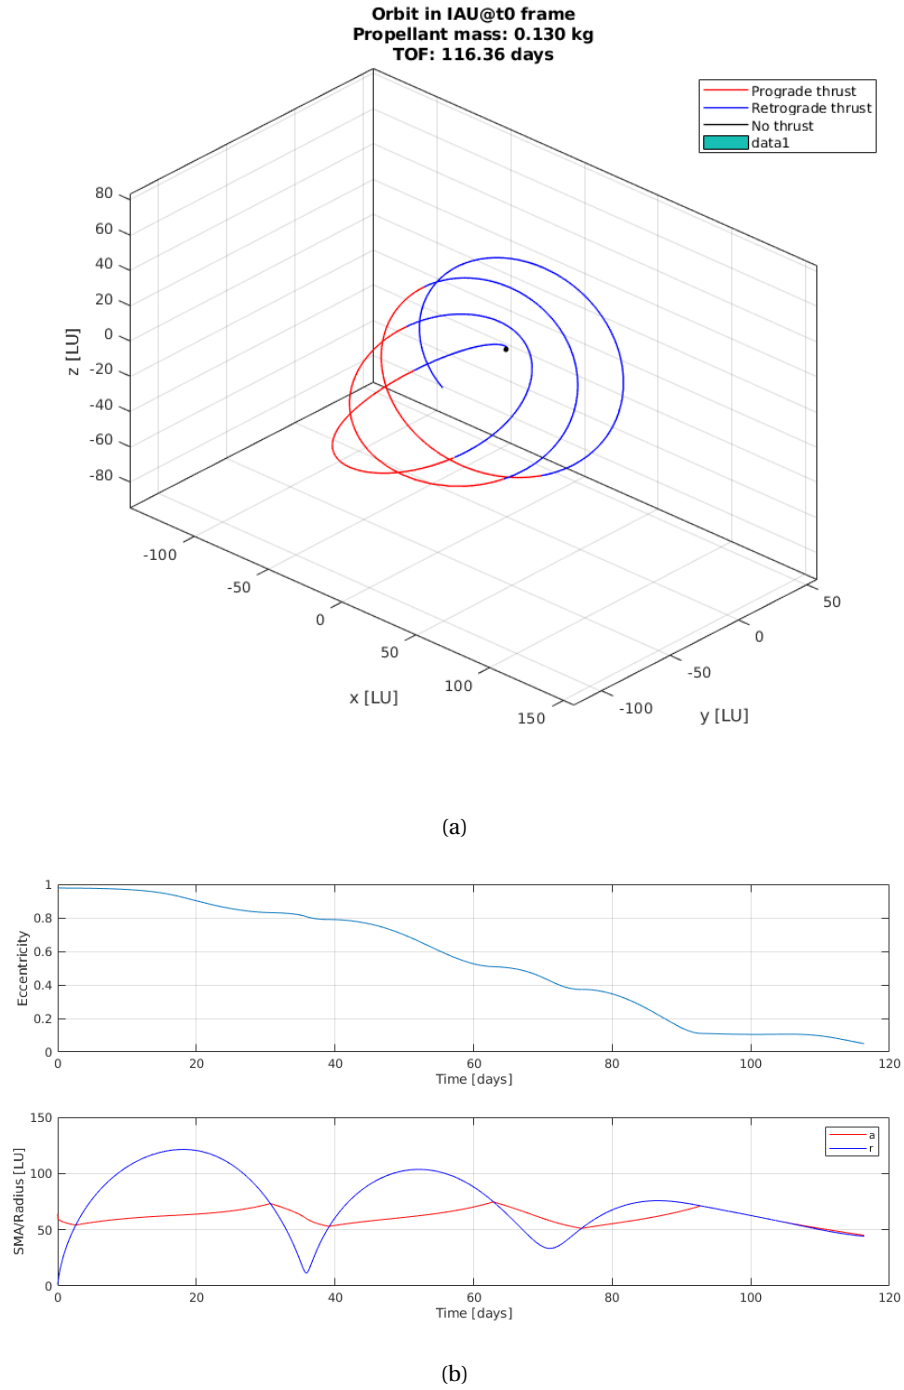 Orbit in IAU@t0 frame
Propellant mass: 0.130 kg
TOF: 116.36 days
Prograde thrust
Retrograde thrust
No thrust
data1
80
60
40
20
0
-20
-40
-60
-80
z [LU]
-100
-50
0
50
100
150
x [LU]
50
0
-50
-100
y [LU]
(a)
1
0.8
0.6
0.4
0.2
0
Eccentricity
0 20 40 60 80 100 120
Time [days]
150
100
50
0
SMA/Radius [LU]
a
r
0 20 40 60 80 100 120
Time [days]
(b)